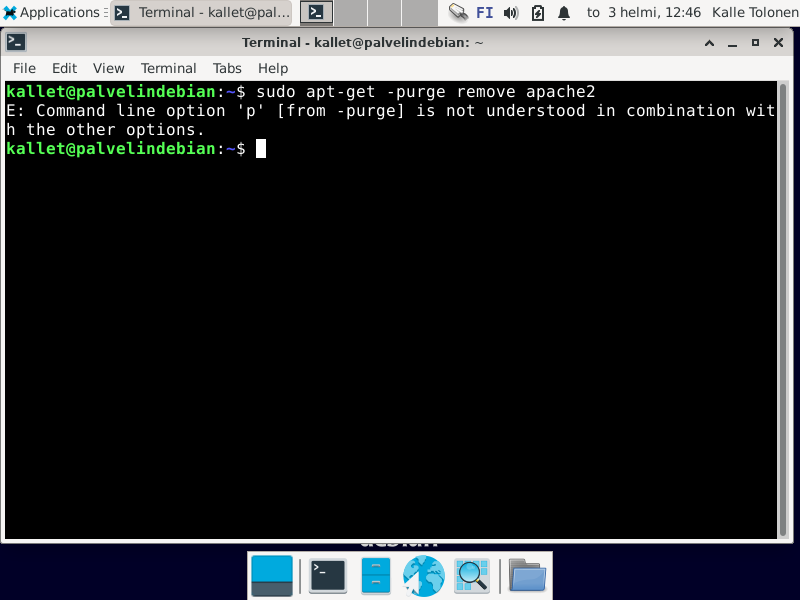 Applications Terminal - kallet@pal... FI to 3 helmi, 12:46 Kalle Tolonen
Terminal - kallet@palvelindebian: ~
File Edit View Terminal Tabs Help
kallet@palvelindebian:~$ sudo apt-get -purge remove apache2
E: Command line option 'p' [from -purge] is not understood in combination wit
h the other options.
kallet@palvelindebian:~$